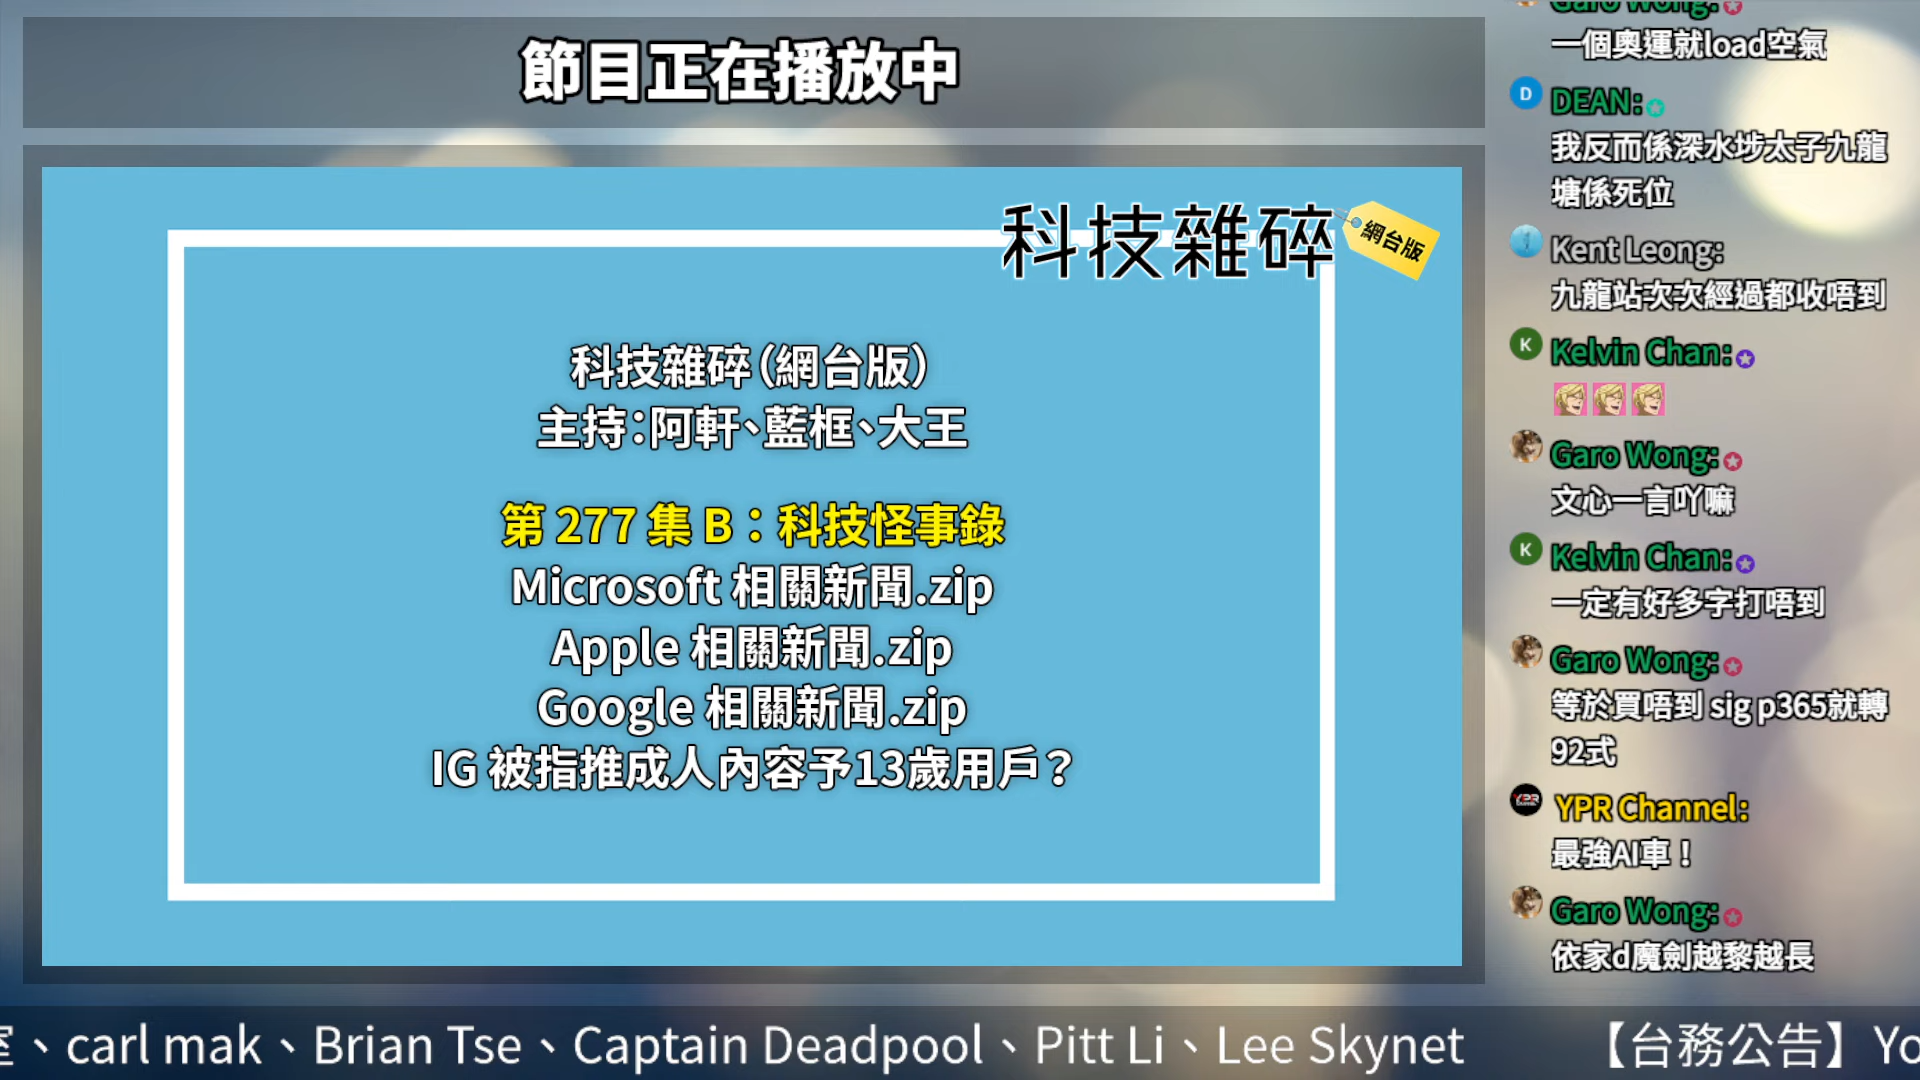 節目正在播放中
科技雜碎
網台版
科技雜碎（網台版）
主持：阿軒、藍框、大王
第 277 集 B：科技怪事錄
Microsoft 相關新聞.zip
Apple 相關新聞.zip
Google 相關新聞.zip
IG 被指推成人內容予13歲用戶？
Garo Wong:
一個奧運就load空氣
D
DEAN:
我反而係深水埗太子九龍
塘係死位
Kent Leong:
九龍站次次經過都收唔到
K
Kelvin Chan:
Garo Wong:
文心一言吖嘛
K
Kelvin Chan:
一定有好多字打唔到
Garo Wong:
等於買唔到 sig p365就轉
92式
YPR
YPR Channel:
最強AI車！
Garo Wong:
依家d魔劍越黎越長
、carl mak、Brian Tse、Captain Deadpool、Pitt Li、Lee Skynet 【台務公告】Yo